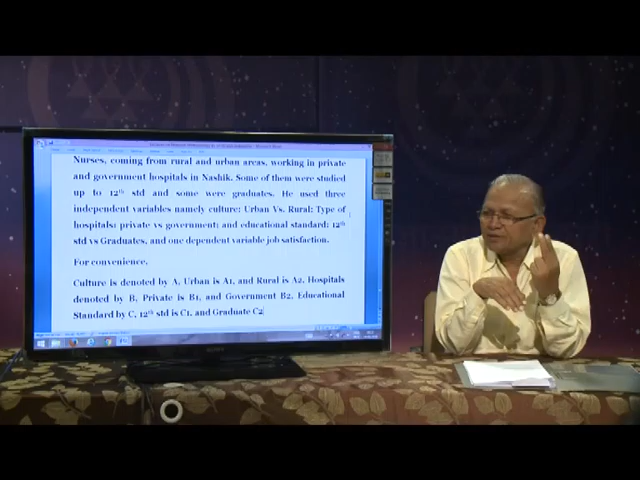 Nurses, coming from rural and urban areas, working in private
and government hospitals in Nashik. Some of them were studied
up to 12th std and some were graduates. He used three
independent variables namely culture: Urban Vs. Rural: Type of
hospitals: private vs government: and educational standard: 12th
std vs Graduates, and one dependent variable job satisfaction.
For convenience,
Culture is denoted by A, Urban is A1, and Rural is A2, Hospitals
denoted by B, Private is B1, and Government B2, Educational
Standard by C, 12th std is C1, and Graduate C2